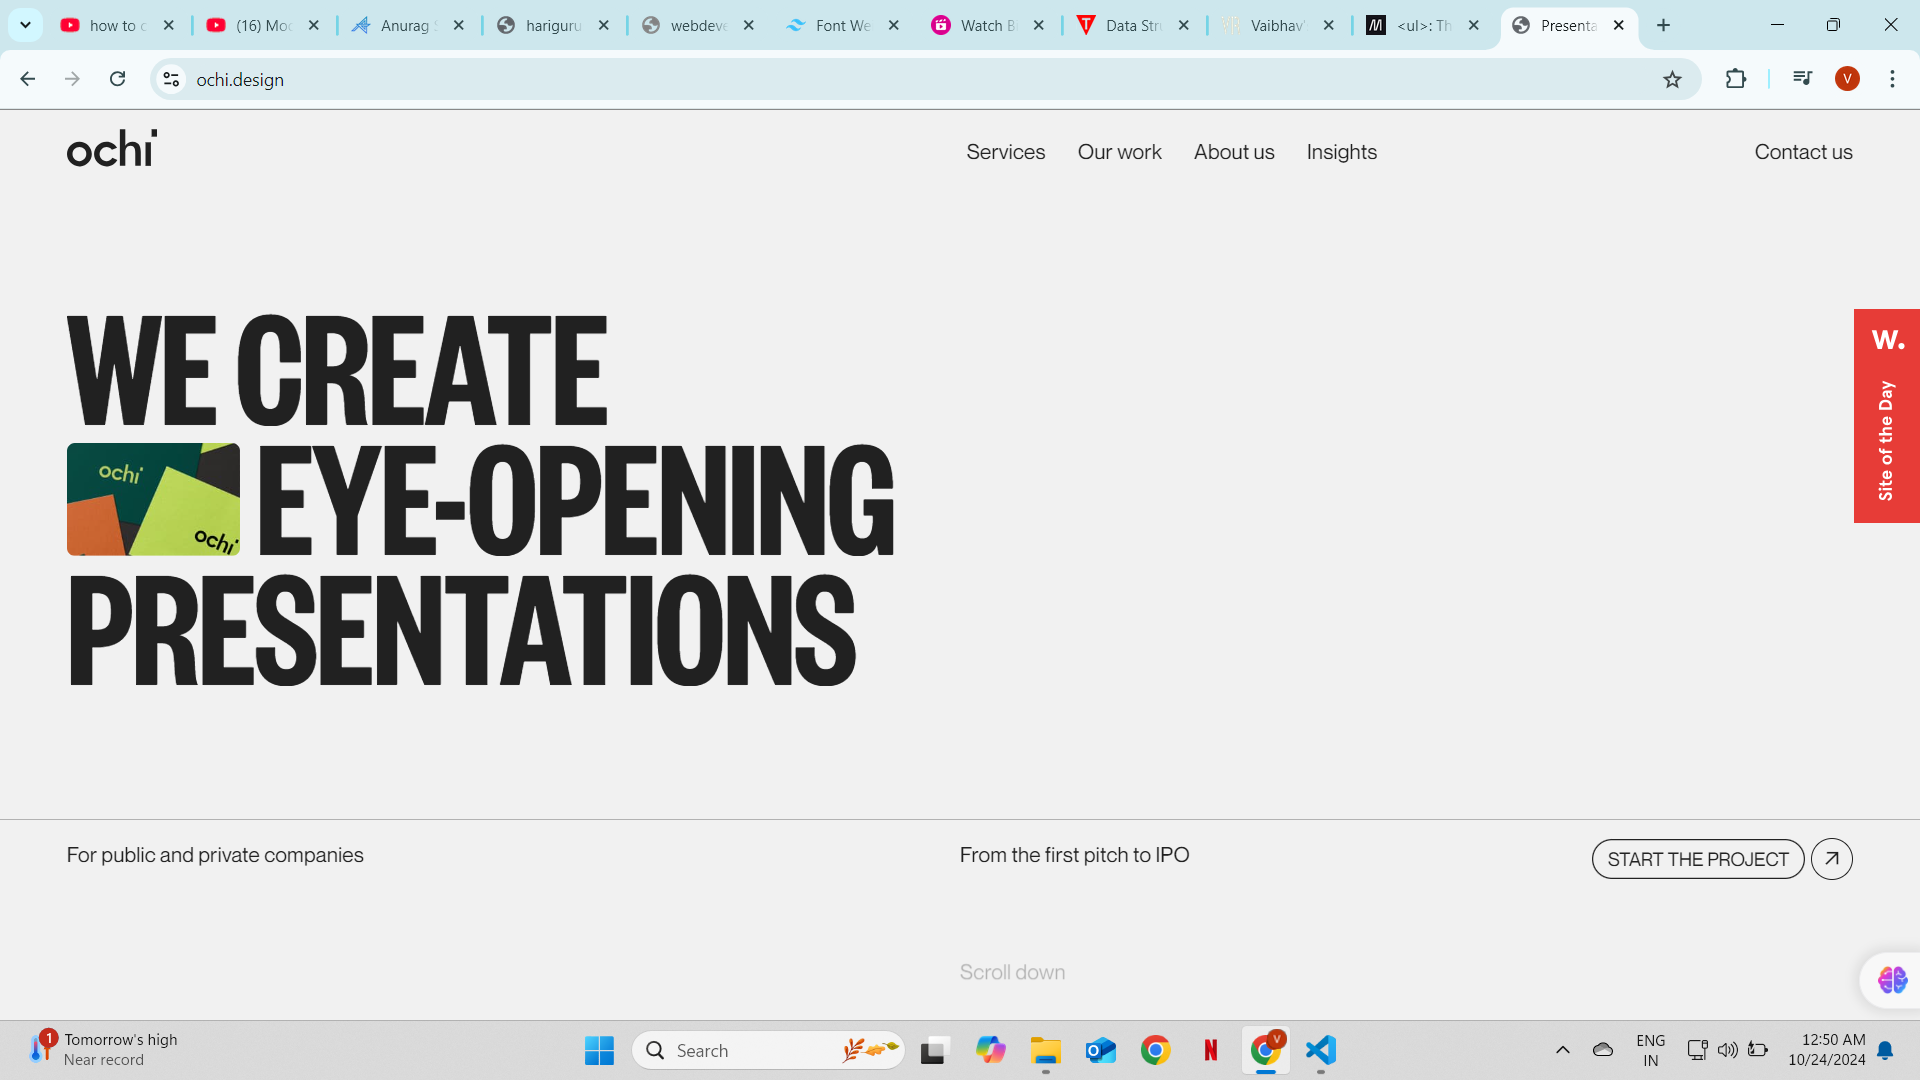 how to c
(16) Moc
Anurag S
hariguru
webdeve
Font We
Watch B
Data Stru
Vaibhav'
<ul>: Th
Presenta
ochi.design
V
ochi
Services
Our work
About us
Insights
Contact us
WE CREATE
ochi
ochi
EYE-OPENING
PRESENTATIONS
W.
Site of the Day
For public and private companies
From the first pitch to IPO
START THE PROJECT
Scroll down
1
Tomorrow's high
Near record
Search
V
ENG
IN
12:50 AM
10/24/2024